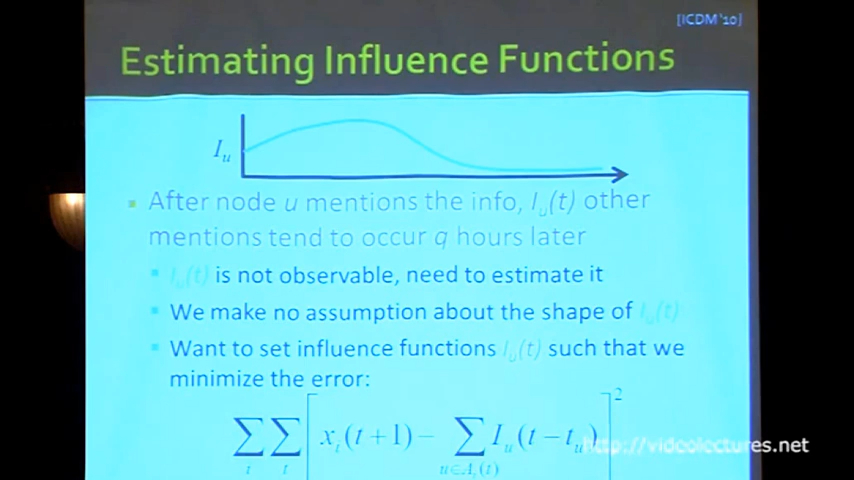 [ICDM '10]
Estimating Influence Functions
I_u
After node u mentions the info, I_u(t) other
mentions tend to occur q hours later
I_u(t) is not observable, need to estimate it
We make no assumption about the shape of I_u(t)
Want to set influence functions I_u(t) such that we
minimize the error:
∑_i ∑_t [x_i(t+1) − ∑_{u∈A_i(t)} I_u(t − t_u)]^2
http://videolectures.net